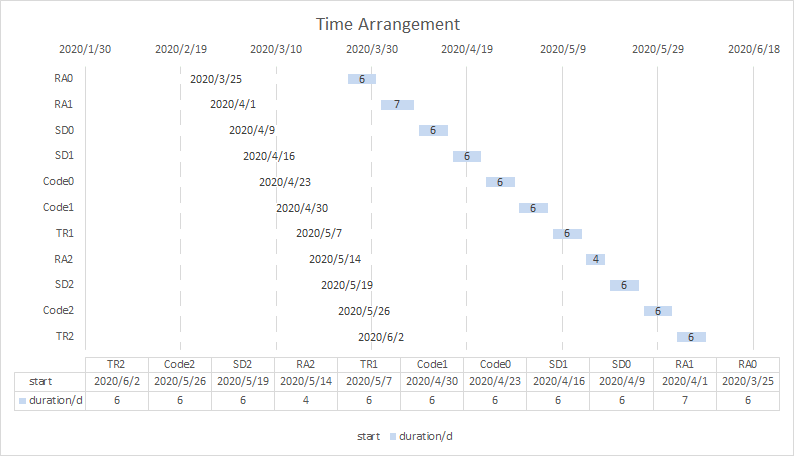 Time Arrangement
2020/1/30 2020/2/19 2020/3/10 2020/3/30 2020/4/19 2020/5/9 2020/5/29 2020/6/18
RA0 2020/3/25 6
RA1 2020/4/1 7
SD0 2020/4/9 6
SD1 2020/4/16 6
Code0 2020/4/23 6
Code1 2020/4/30 6
TR1 2020/5/7 6
RA2 2020/5/14 4
SD2 2020/5/19 6
Code2 2020/5/26 6
TR2 2020/6/2 6
TR2 Code2 SD2 RA2 TR1 Code1 Code0 SD1 SD0 RA1 RA0
start 2020/6/2 2020/5/26 2020/5/19 2020/5/14 2020/5/7 2020/4/30 2020/4/23 2020/4/16 2020/4/9 2020/4/1 2020/3/25
duration/d 6 6 6 4 6 6 6 6 6 7 6
start duration/d